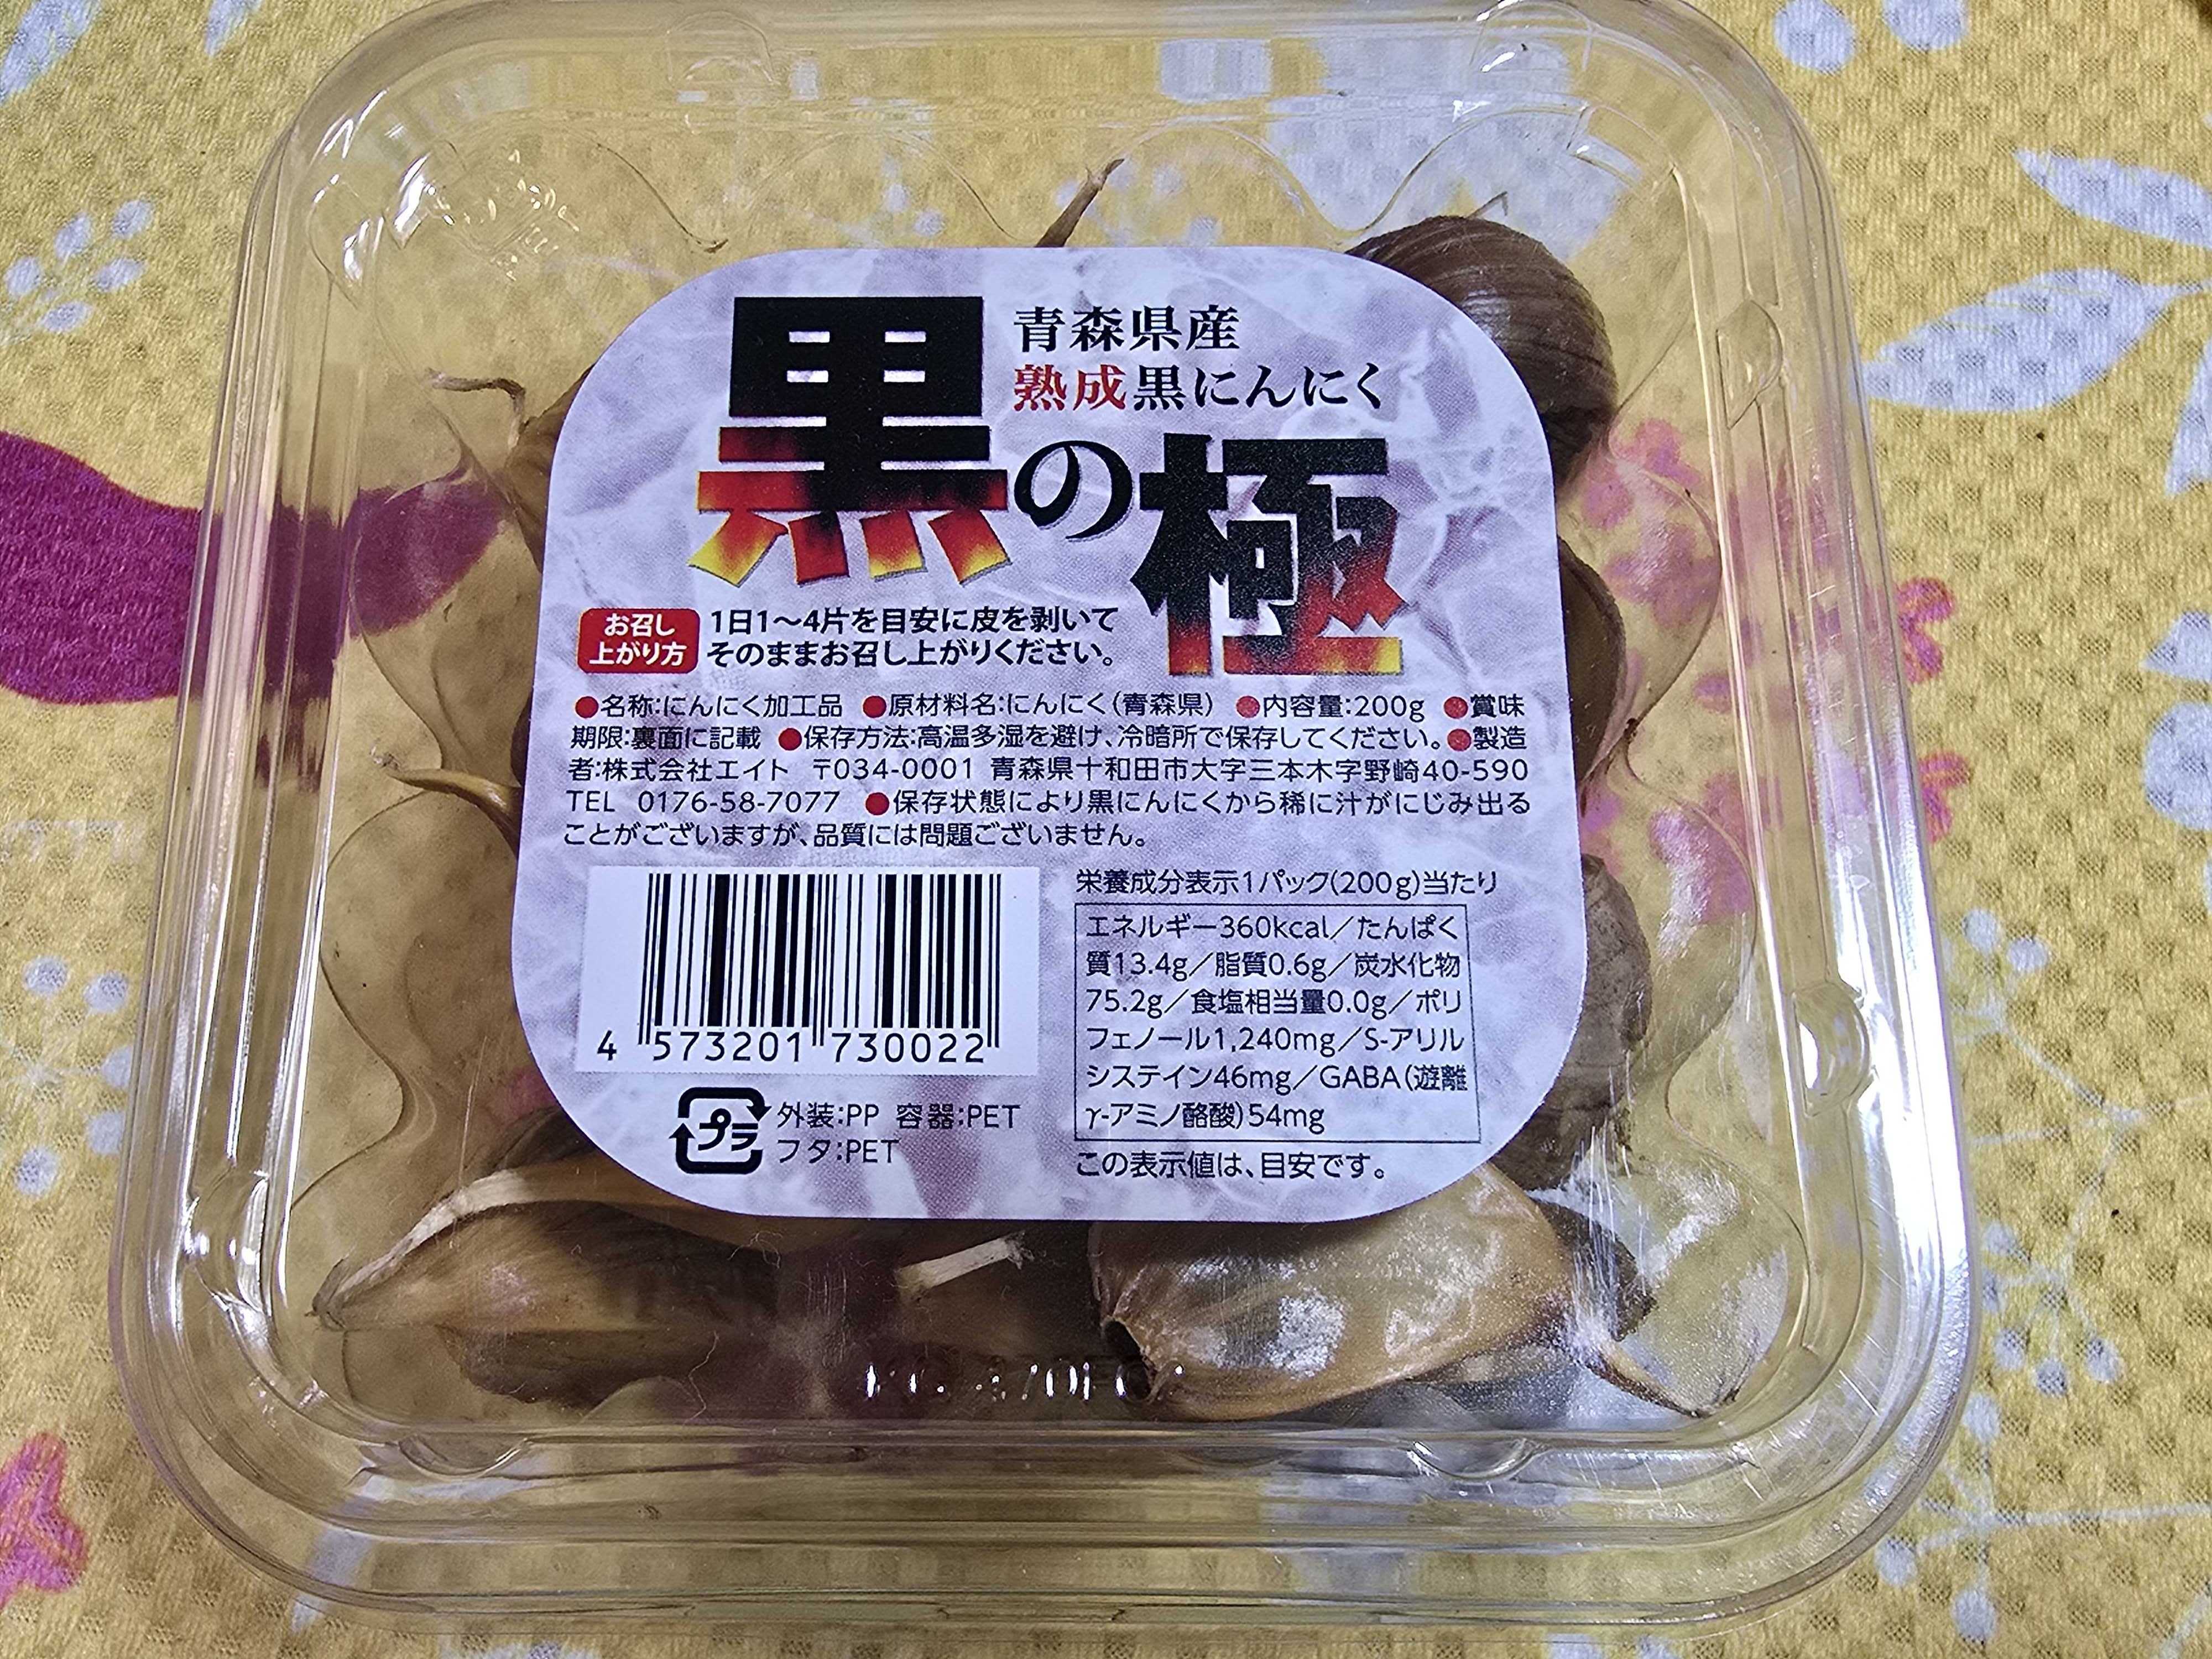 青森県産
熟成黒にんにく
黒の極
お召し
上がり方
1日1～4片を目安に皮を剥いて
そのままお召し上がりください。
●名称:にんにく加工品 ●原材料名:にんにく(青森県) ●内容量:200g ●賞味
期限:裏面に記載 ●保存方法:高温多湿を避け、冷暗所で保存してください。●製造
者:株式会社エイト 〒034-0001 青森県十和田市大字三本木字野崎40-590
TEL 0176-58-7077 ●保存状態により黒にんにくから稀に汁がにじみ出る
ことがございますが、品質には問題ございません。
4 573201 730022
プラ
外装:PP 容器:PET
フタ:PET
栄養成分表示1パック(200g)当たり
エネルギー360kcal/たんぱく
質13.4g/脂質0.6g/炭水化物
75.2g/食塩相当量0.0g/ポリ
フェノール1,240mg/S-アリル
システイン46mg/GABA(遊離
γ-アミノ酪酸)54mg
この表示値は、目安です。